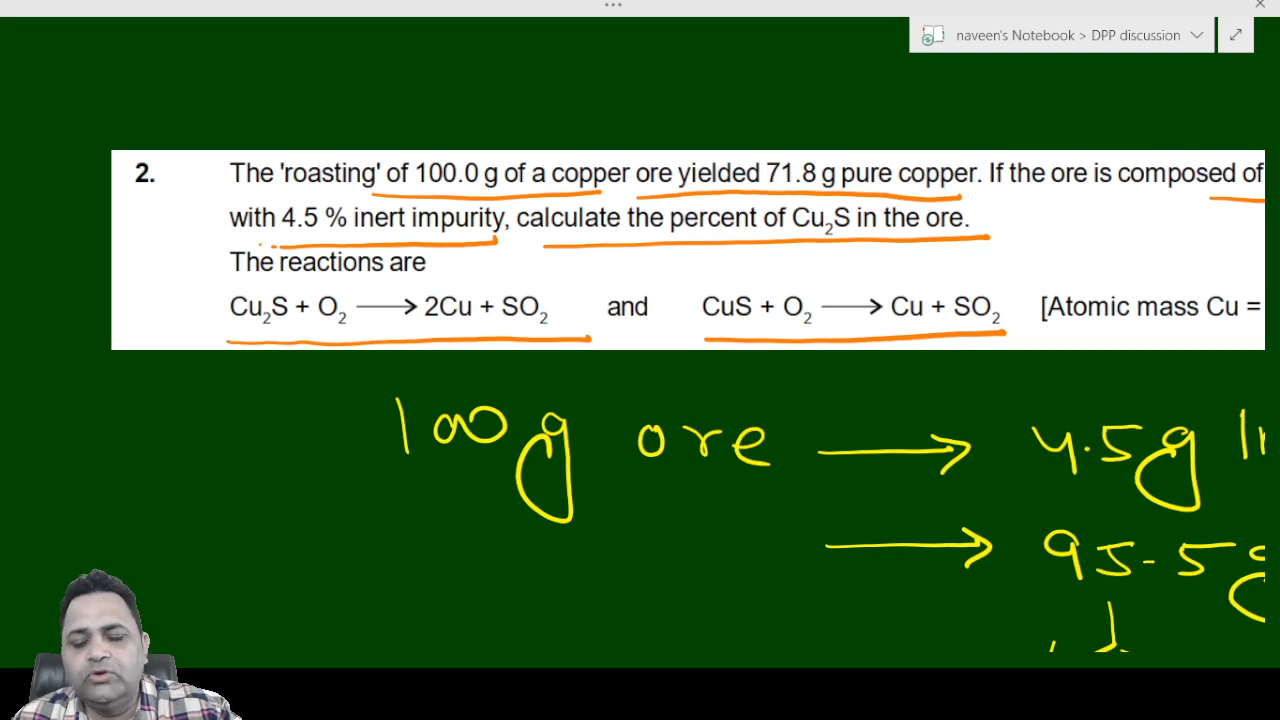 naveen's Notebook > DPP discussion
2. The 'roasting' of 100.0 g of a copper ore yielded 71.8 g pure copper. If the ore is composed of
with 4.5 % inert impurity, calculate the percent of Cu₂S in the ore.
The reactions are
Cu₂S + O₂ ⟶ 2Cu + SO₂ and CuS + O₂ ⟶ Cu + SO₂ [Atomic mass Cu =
100g ore ⟶ 4.5g
⟶ 95.5g